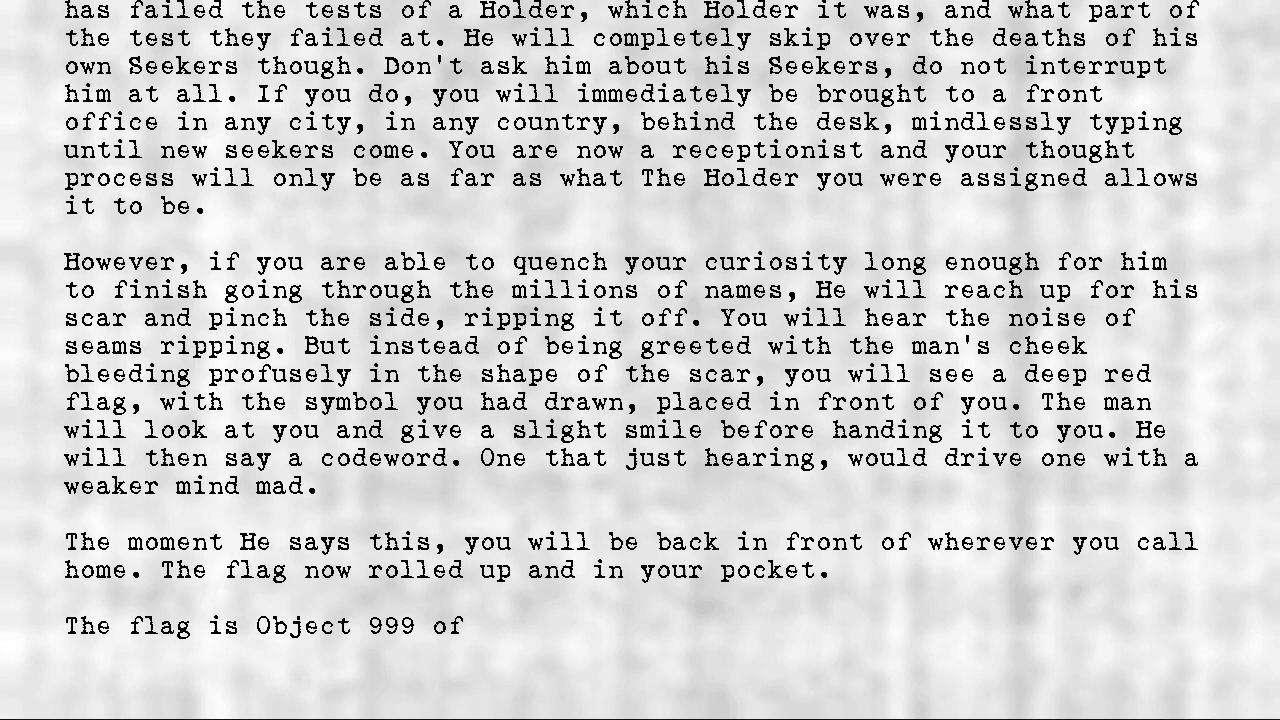 has failed the tests of a Holder, which Holder it was, and what part of
the test they failed at. He will completely skip over the deaths of his
own Seekers though. Don't ask him about his Seekers, do not interrupt
him at all. If you do, you will immediately be brought to a front
office in any city, in any country, behind the desk, mindlessly typing
until new seekers come. You are now a receptionist and your thought
process will only be as far as what The Holder you were assigned allows
it to be.
However, if you are able to quench your curiosity long enough for him
to finish going through the millions of names, He will reach up for his
scar and pinch the side, ripping it off. You will hear the noise of
seams ripping. But instead of being greeted with the man's cheek
bleeding profusely in the shape of the scar, you will see a deep red
flag, with the symbol you had drawn, placed in front of you. The man
will look at you and give a slight smile before handing it to you. He
will then say a codeword. One that just hearing, would drive one with a
weaker mind mad.
The moment He says this, you will be back in front of wherever you call
home. The flag now rolled up and in your pocket.
The flag is Object 999 of